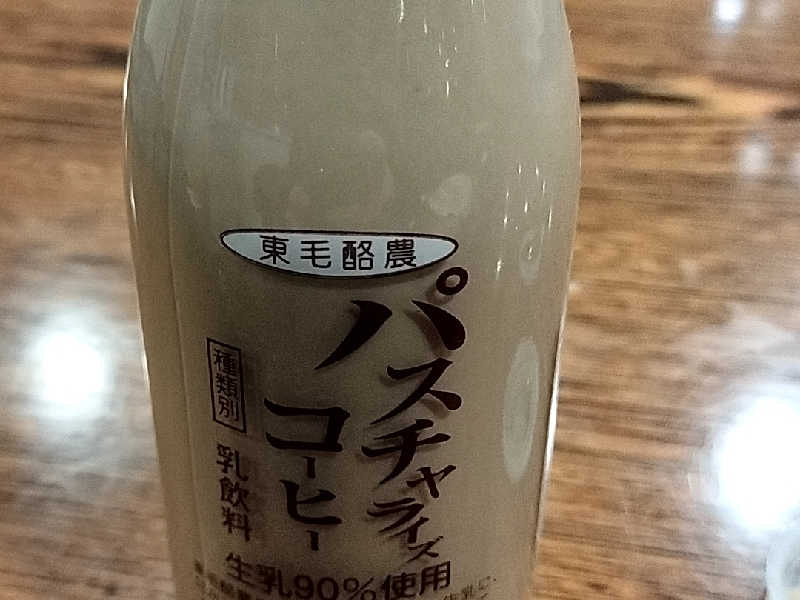 東毛酪農
パスチャライズ
コーヒー
種類別
乳飲料
生乳90%使用